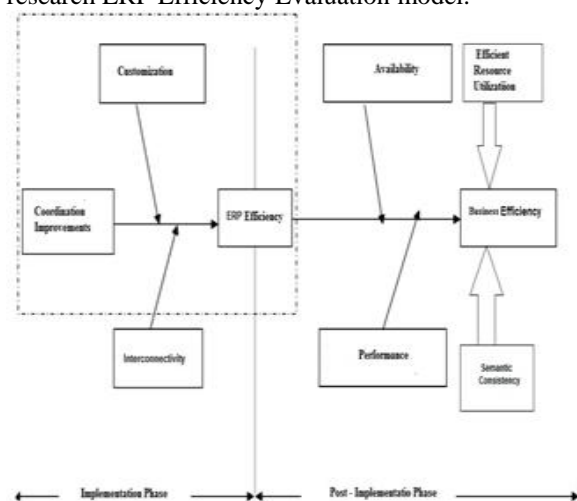 research ERP Efficiency Evaluation model.
Customization
Availability
Efficient
Resource
Utilization
Coordination
Improvements
ERP Efficiency
Business Efficiency
Interconnectivity
Performance
Semantic
Consistency
Implementation Phase
Post - Implementatio Phase